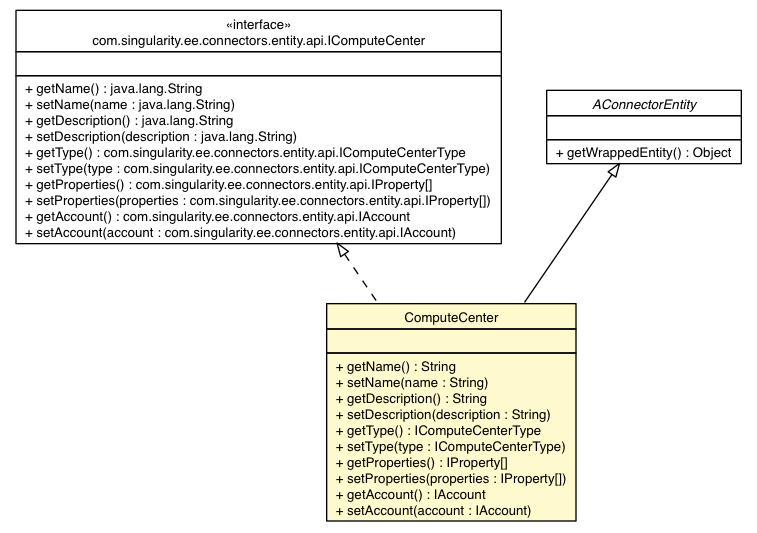 «interface»
com.singularity.ee.connectors.entity.api.IComputeCenter
+ getName() : java.lang.String
+ setName(name : java.lang.String)
+ getDescription() : java.lang.String
+ setDescription(description : java.lang.String)
+ getType() : com.singularity.ee.connectors.entity.api.IComputeCenterType
+ setType(type : com.singularity.ee.connectors.entity.api.IComputeCenterType)
+ getProperties() : com.singularity.ee.connectors.entity.api.IProperty[]
+ setProperties(properties : com.singularity.ee.connectors.entity.api.IProperty[])
+ getAccount() : com.singularity.ee.connectors.entity.api.IAccount
+ setAccount(account : com.singularity.ee.connectors.entity.api.IAccount)
AConnectorEntity
+ getWrappedEntity() : Object
ComputeCenter
+ getName() : String
+ setName(name : String)
+ getDescription() : String
+ setDescription(description : String)
+ getType() : IComputeCenterType
+ setType(type : IComputeCenterType)
+ getProperties() : IProperty[]
+ setProperties(properties : IProperty[])
+ getAccount() : IAccount
+ setAccount(account : IAccount)